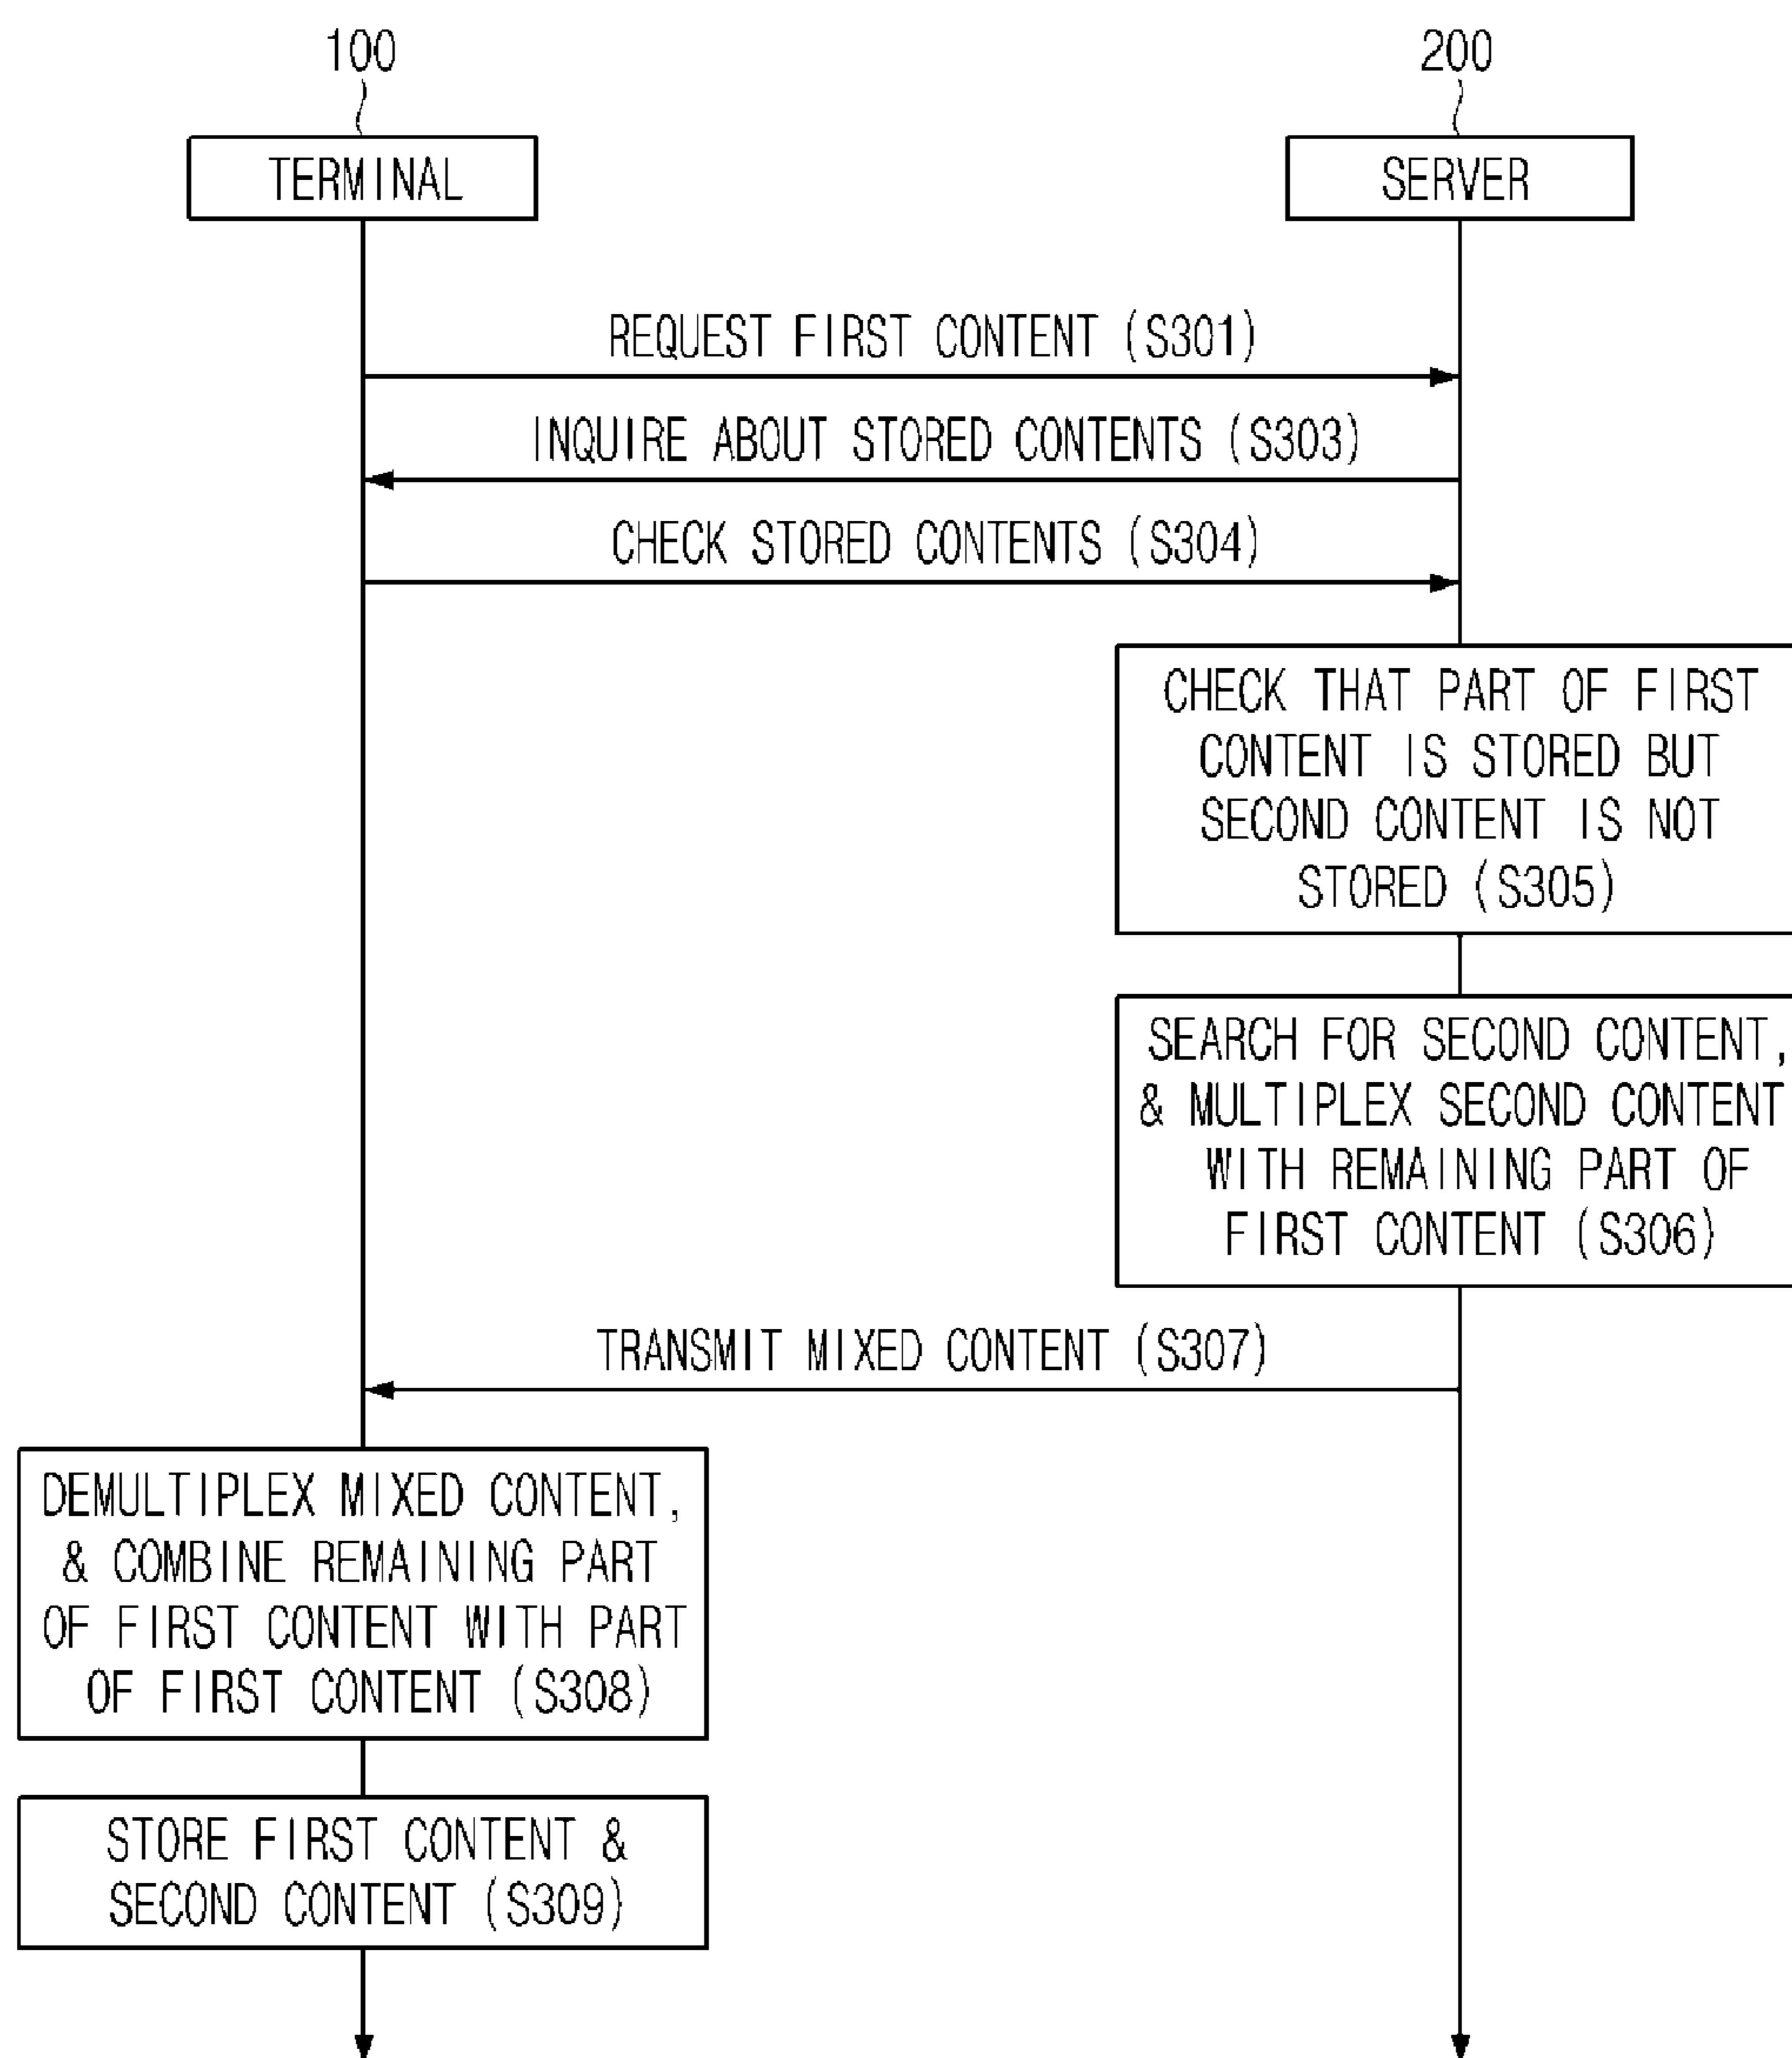 100
200
TERMINAL
SERVER
REQUEST FIRST CONTENT (S301)
INQUIRE ABOUT STORED CONTENTS (S303)
CHECK STORED CONTENTS (S304)
CHECK THAT PART OF FIRST
CONTENT IS STORED BUT
SECOND CONTENT IS NOT
STORED (S305)
SEARCH FOR SECOND CONTENT,
& MULTIPLEX SECOND CONTENT
WITH REMAINING PART OF
FIRST CONTENT (S306)
TRANSMIT MIXED CONTENT (S307)
DEMULTIPLEX MIXED CONTENT,
& COMBINE REMAINING PART
OF FIRST CONTENT WITH PART
OF FIRST CONTENT (S308)
STORE FIRST CONTENT &
SECOND CONTENT (S309)